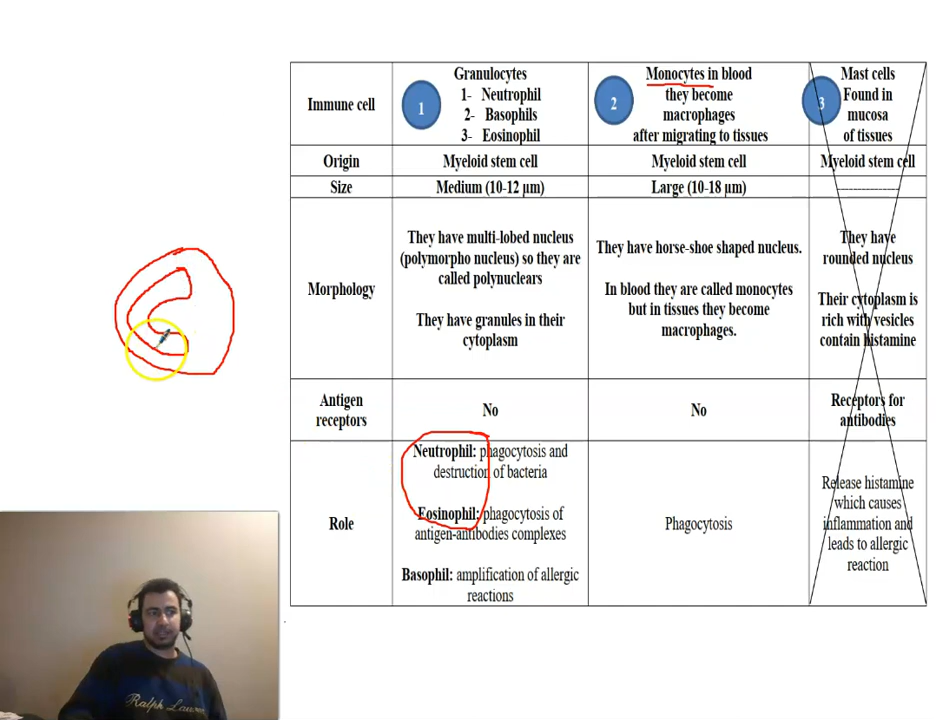 Immune cell
1
Granulocytes
1- Neutrophil
2- Basophils
3- Eosinophil
2
Monocytes in blood
they become
macrophages
after migrating to tissues
3
Mast cells
Found in
mucosa
of tissues
Origin
Myeloid stem cell
Myeloid stem cell
Myeloid stem cell
Size
Medium (10-12 μm)
Large (10-18 μm)
---------------
Morphology
They have multi-lobed nucleus
(polymorpho nucleus) so they are
called polynuclears
They have granules in their
cytoplasm
They have horse-shoe shaped nucleus.
In blood they are called monocytes
but in tissues they become
macrophages.
They have
rounded nucleus
Their cytoplasm is
rich with vesicles
contain histamine
Antigen
receptors
No
No
Receptors for
antibodies
Role
Neutrophil: phagocytosis and
destruction of bacteria
Eosinophil: phagocytosis of
antigen-antibodies complexes
Basophil: amplification of allergic
reactions
Phagocytosis
Release histamine
which causes
inflammation and
leads to allergic
reaction
Ralph Lauren